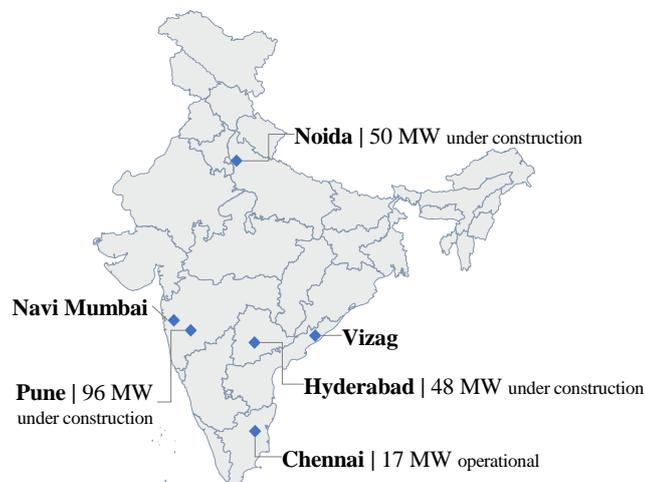 Noida | 50 MW under construction
Navi Mumbai
Vizag
Pune | 96 MW
under construction
Hyderabad | 48 MW under construction
Chennai | 17 MW operational